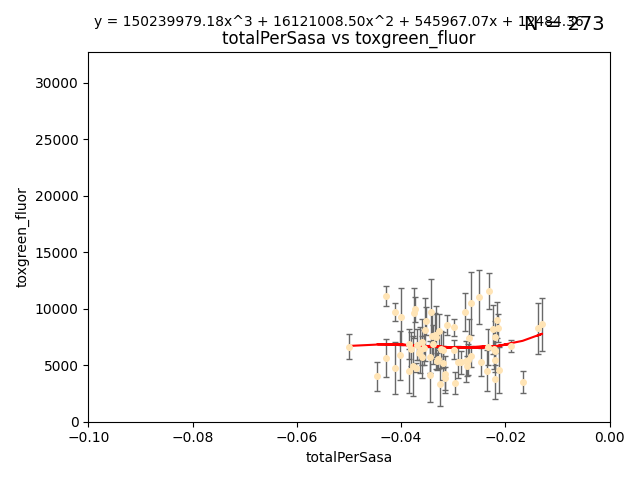 y = 150239979.18x^3 + 16121008.50x^2 + 545967.07x +
N = 273
totalPerSasa vs toxgreen_fluor
30000
25000
20000
15000
10000
5000
0
toxgreen_fluor
−0.10
−0.08
−0.06
−0.04
−0.02
0.00
totalPerSasa